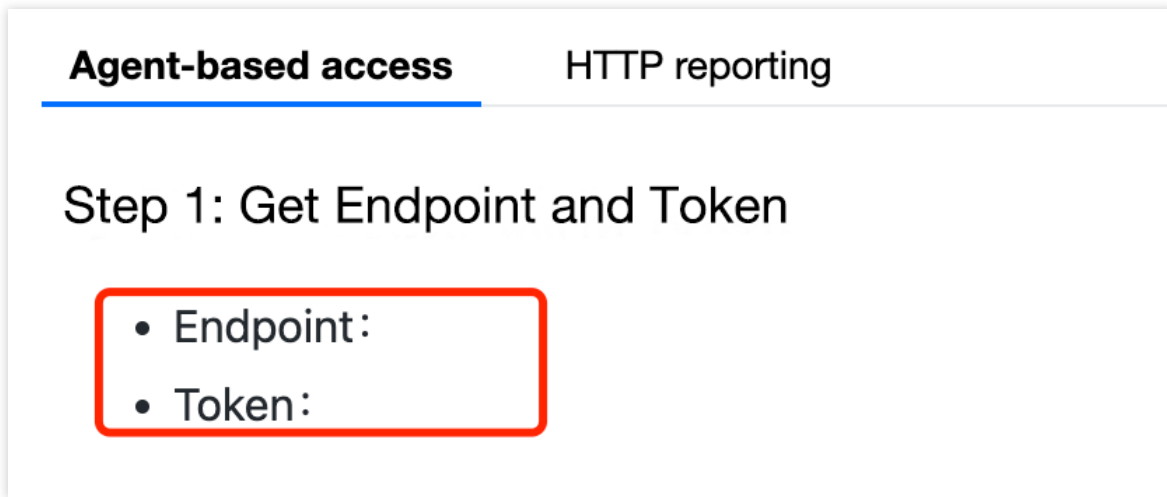 Agent-based access HTTP reporting
Step 1: Get Endpoint and Token
• Endpoint：
• Token：